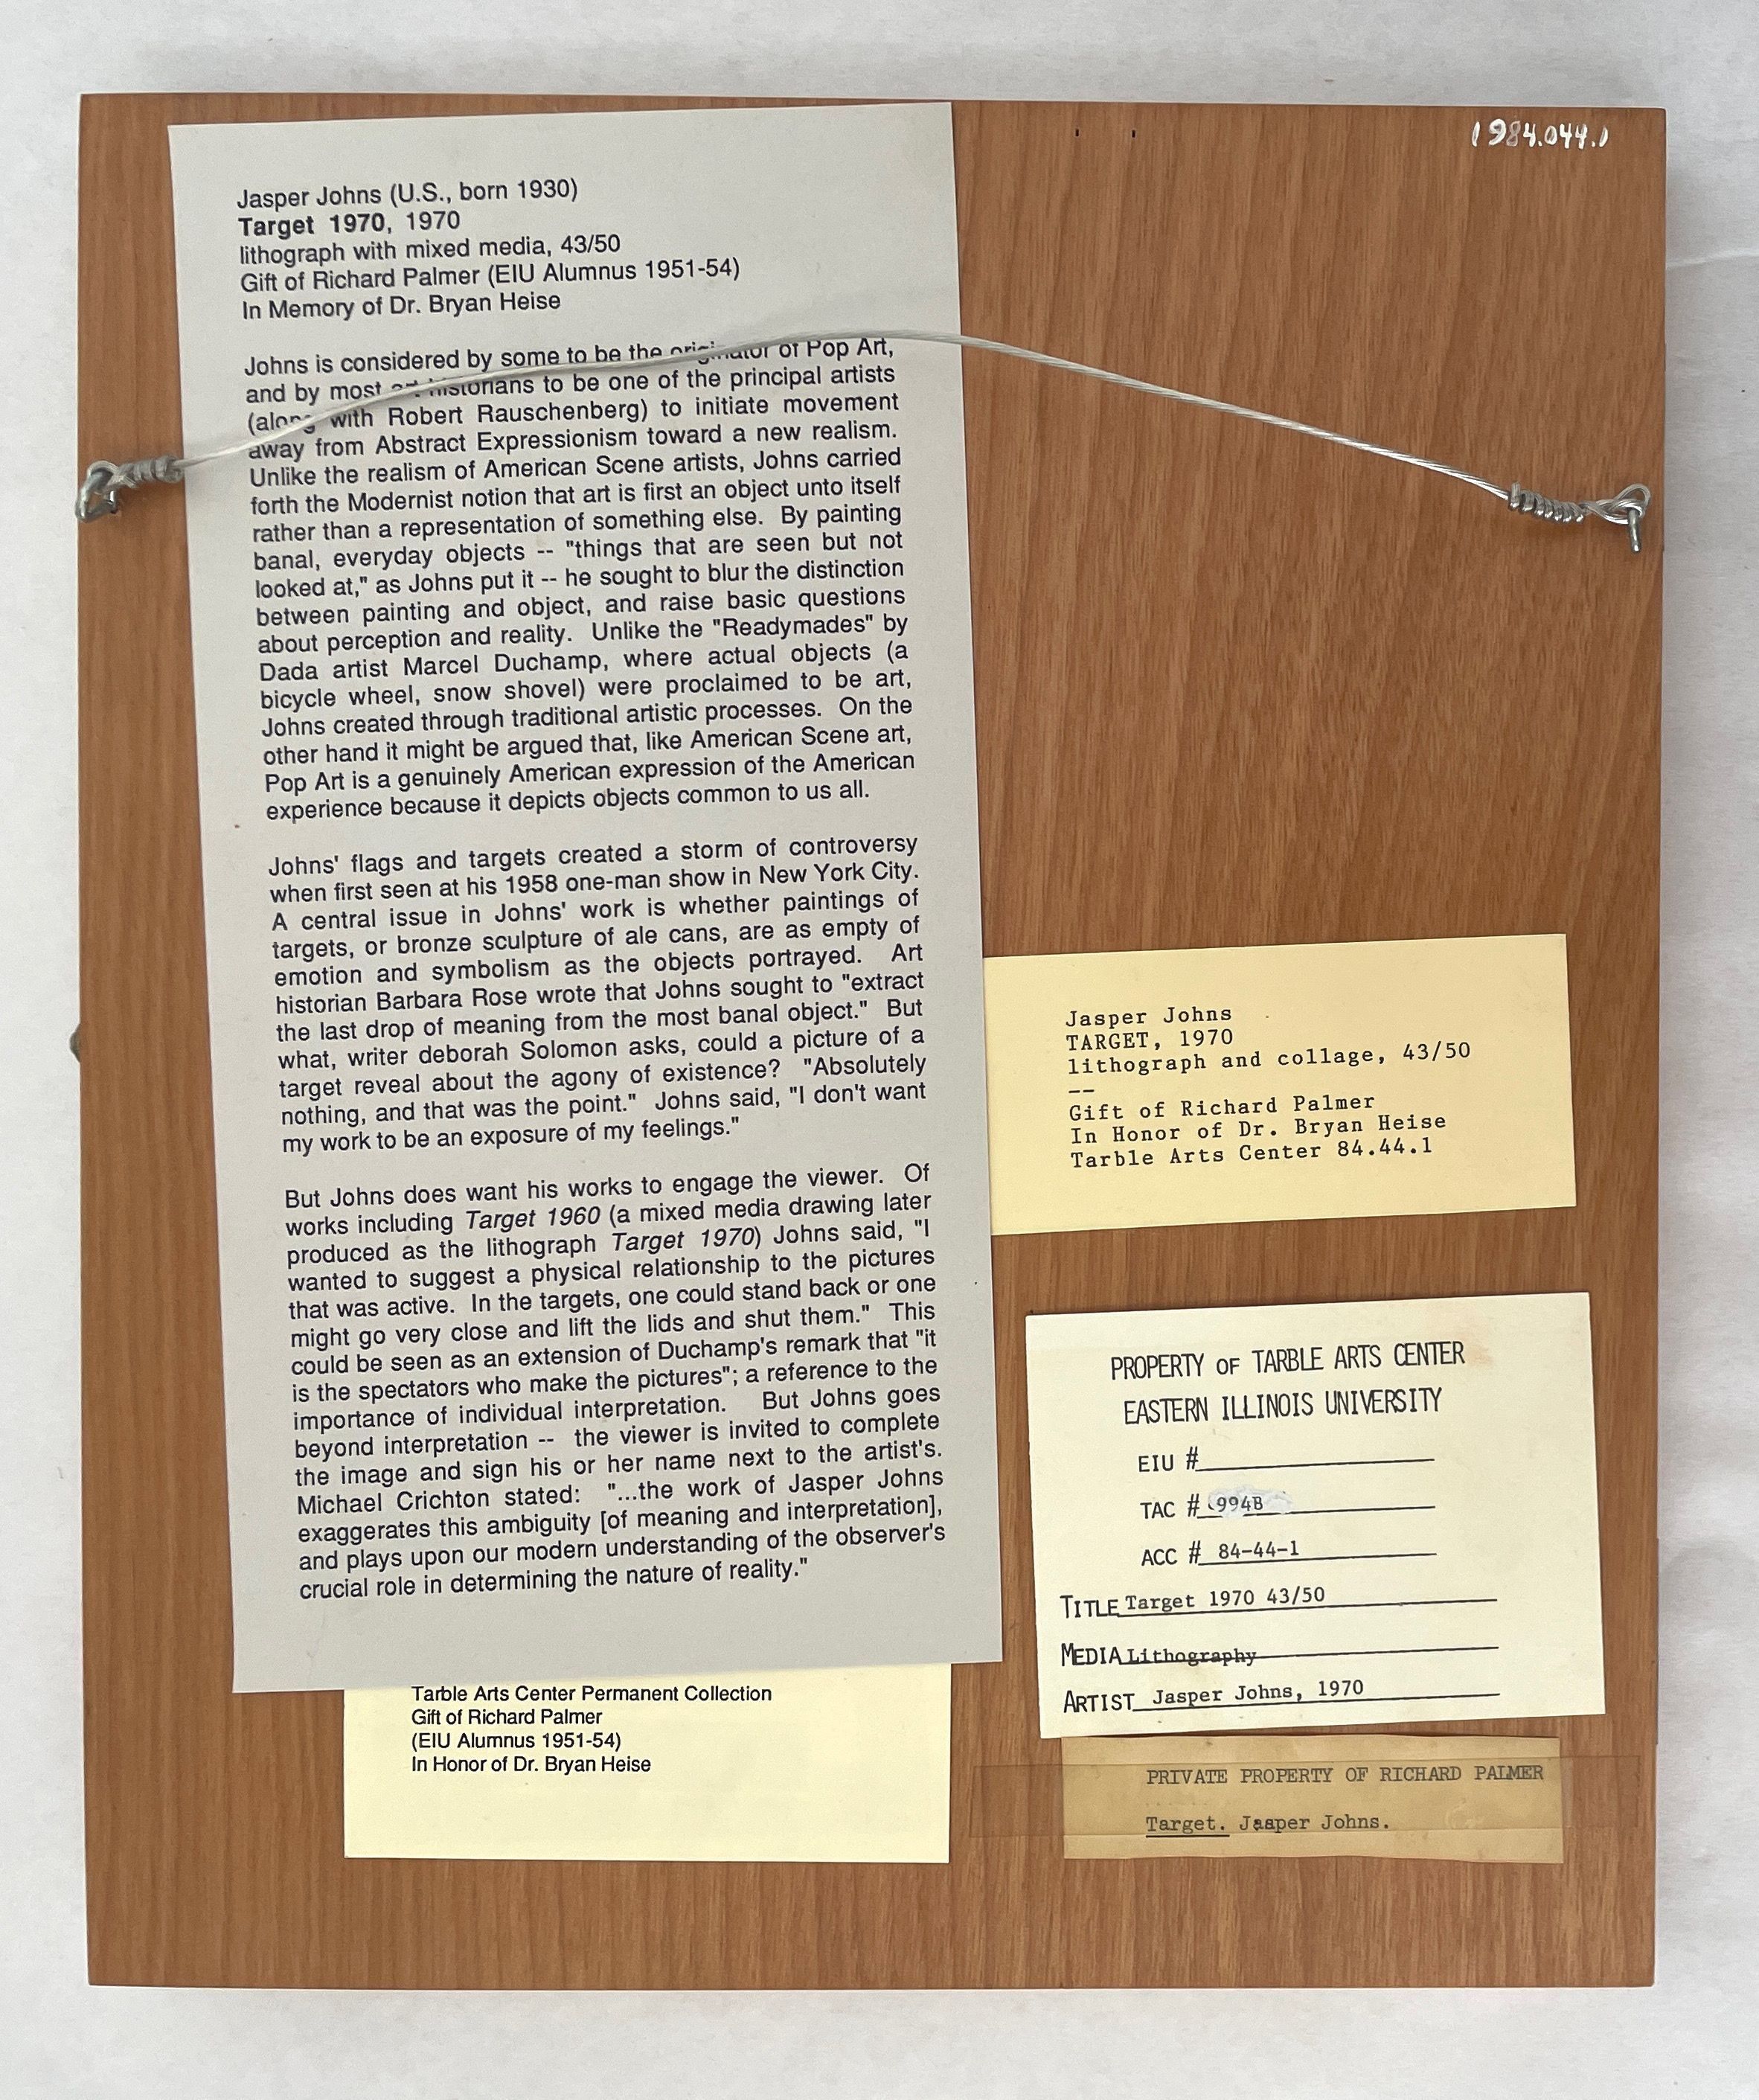 1984.044.1
Jasper Johns (U.S., born 1930)
Target 1970, 1970
lithograph with mixed media, 43/50
Gift of Richard Palmer (EIU Alumnus 1951-54)
In Memory of Dr. Bryan Heise
Johns is considered by some to be the originator of Pop Art,
and by most art historians to be one of the principal artists
(along with Robert Rauschenberg) to initiate movement
away from Abstract Expressionism toward a new realism.
Unlike the realism of American Scene artists, Johns carried
forth the Modernist notion that art is first an object unto itself
rather than a representation of something else. By painting
banal, everyday objects -- "things that are seen but not
looked at," as Johns put it -- he sought to blur the distinction
between painting and object, and raise basic questions
about perception and reality. Unlike the "Readymades" by
Dada artist Marcel Duchamp, where actual objects (a
bicycle wheel, snow shovel) were proclaimed to be art,
Johns created through traditional artistic processes. On the
other hand it might be argued that, like American Scene art,
Pop Art is a genuinely American expression of the American
experience because it depicts objects common to us all.
Johns' flags and targets created a storm of controversy
when first seen at his 1958 one-man show in New York City.
A central issue in Johns' work is whether paintings of
targets, or bronze sculpture of ale cans, are as empty of
emotion and symbolism as the objects portrayed. Art
historian Barbara Rose wrote that Johns sought to "extract
the last drop of meaning from the most banal object." But
what, writer deborah Solomon asks, could a picture of a
target reveal about the agony of existence? "Absolutely
nothing, and that was the point." Johns said, "I don't want
my work to be an exposure of my feelings."
But Johns does want his works to engage the viewer. Of
works including Target 1960 (a mixed media drawing later
produced as the lithograph Target 1970) Johns said, "I
wanted to suggest a physical relationship to the pictures
that was active. In the targets, one could stand back or one
might go very close and lift the lids and shut them." This
could be seen as an extension of Duchamp's remark that "it
is the spectators who make the pictures"; a reference to the
importance of individual interpretation. But Johns goes
beyond interpretation -- the viewer is invited to complete
the image and sign his or her name next to the artist's.
Michael Crichton stated: "...the work of Jasper Johns
exaggerates this ambiguity [of meaning and interpretation],
and plays upon our modern understanding of the observer's
crucial role in determining the nature of reality."
Tarble Arts Center Permanent Collection
Gift of Richard Palmer
(EIU Alumnus 1951-54)
In Honor of Dr. Bryan Heise
Jasper Johns
TARGET, 1970
lithograph and collage, 43/50
--
Gift of Richard Palmer
In Honor of Dr. Bryan Heise
Tarble Arts Center 84.44.1
PROPERTY OF TARBLE ARTS CENTER
EASTERN ILLINOIS UNIVERSITY
EIU #
TAC # 994B
ACC # 84-44-1
TITLE Target 1970 43/50
MEDIA Lithography
ARTIST Jasper Johns, 1970
PRIVATE PROPERTY OF RICHARD PALMER
Target. Jasper Johns.